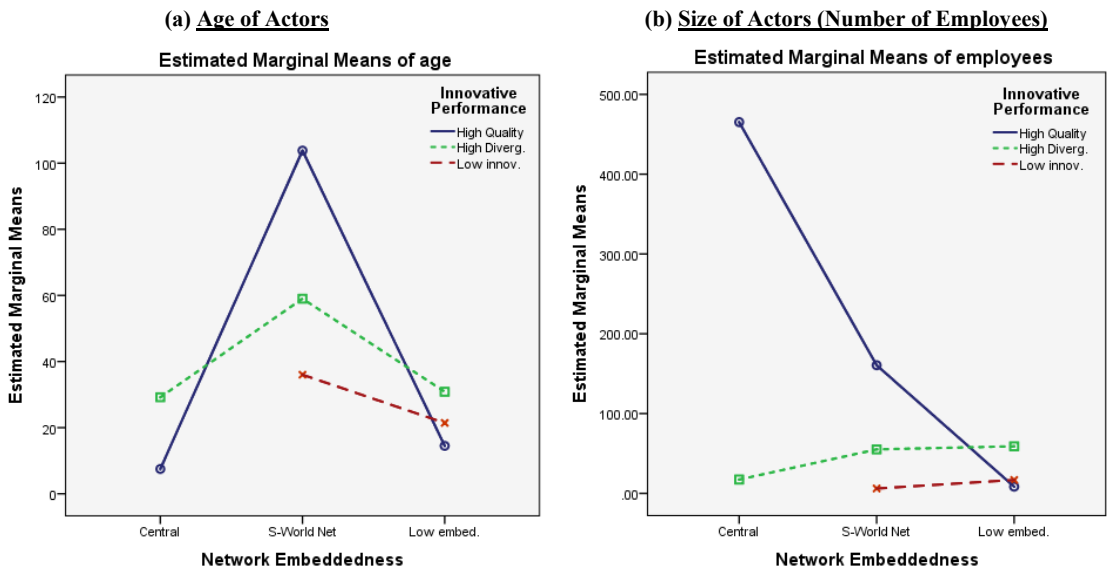 (a) Age of Actors
Estimated Marginal Means of age
Innovative
Performance
High Quality
High Diverg.
Low innov.
Estimated Marginal Means
120
100
80
60
40
20
0
Central
S-World Net
Low embed.
Network Embeddedness
(b) Size of Actors (Number of Employees)
Estimated Marginal Means of employees
Innovative
Performance
High Quality
High Diverg.
Low innov.
Estimated Marginal Means
500.00
400.00
300.00
200.00
100.00
.00
Central
S-World Net
Low embed.
Network Embeddedness